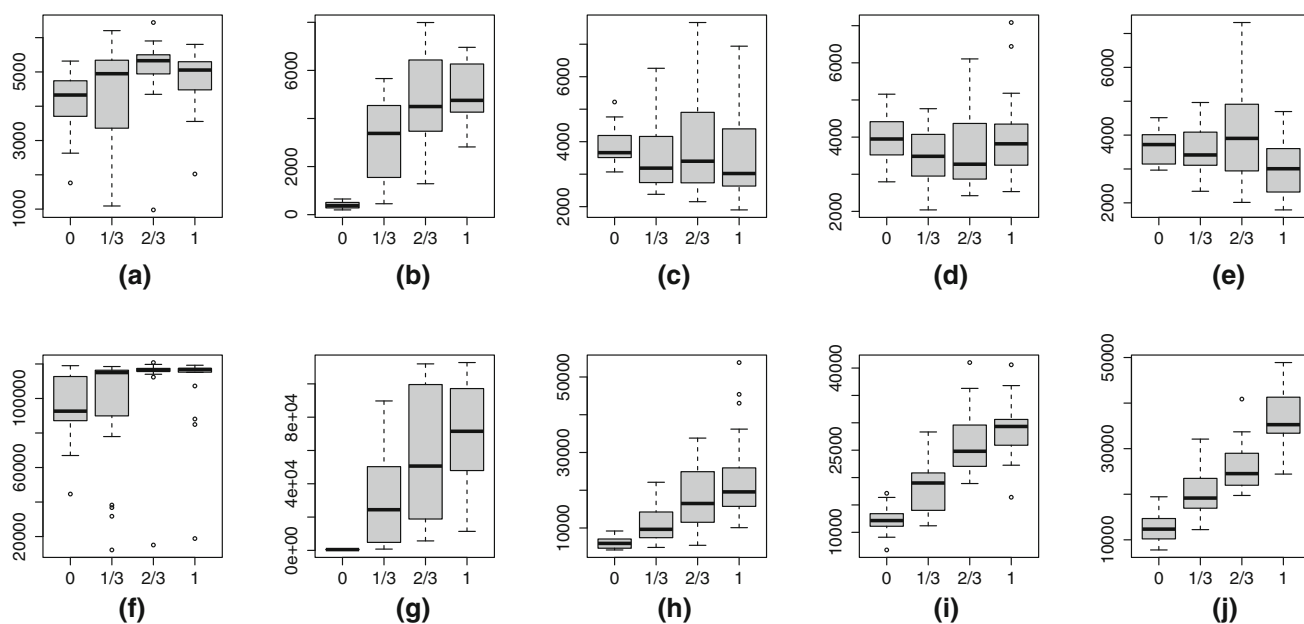 1000 3000 5000
0 1/3 2/3 1
(a)
0 2000 6000
0 1/3 2/3 1
(b)
2000 4000 6000
0 1/3 2/3 1
(c)
2000 4000 6000
0 1/3 2/3 1
(d)
2000 4000 6000
0 1/3 2/3 1
(e)
20000 60000 100000
0 1/3 2/3 1
(f)
0e+00 4e+04 8e+04
0 1/3 2/3 1
(g)
10000 30000 50000
0 1/3 2/3 1
(h)
10000 25000 40000
0 1/3 2/3 1
(i)
10000 30000 50000
0 1/3 2/3 1
(j)